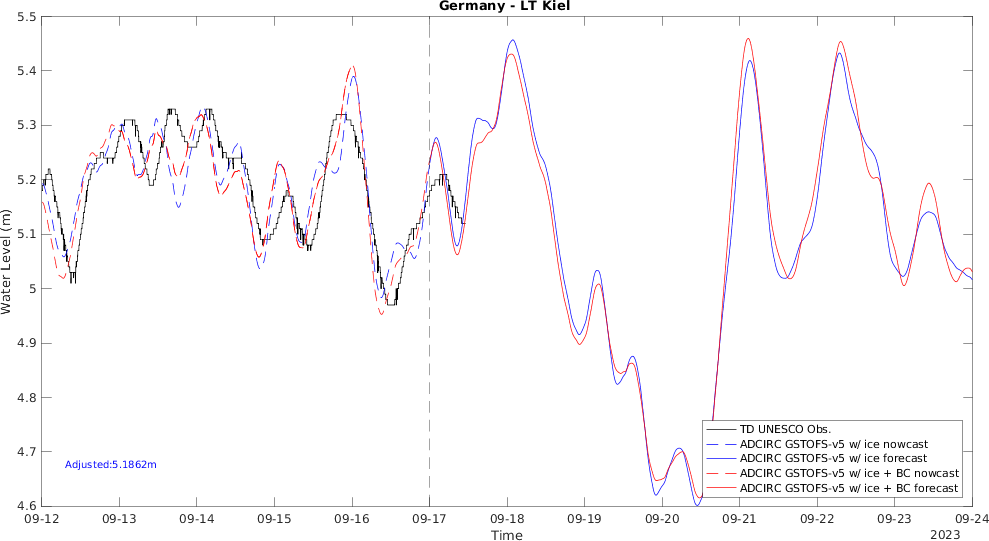 Germany - LT Kiel
Water Level (m)
5.5
5.4
5.3
5.2
5.1
5
4.9
4.8
4.7
4.6
Adjusted:5.1862m
TD UNESCO Obs.
ADCIRC GSTOFS-v5 w/ ice nowcast
ADCIRC GSTOFS-v5 w/ ice forecast
ADCIRC GSTOFS-v5 w/ ice + BC nowcast
ADCIRC GSTOFS-v5 w/ ice + BC forecast
09-12 09-13 09-14 09-15 09-16 09-17 09-18 09-19 09-20 09-21 09-22 09-23 09-24
Time
2023